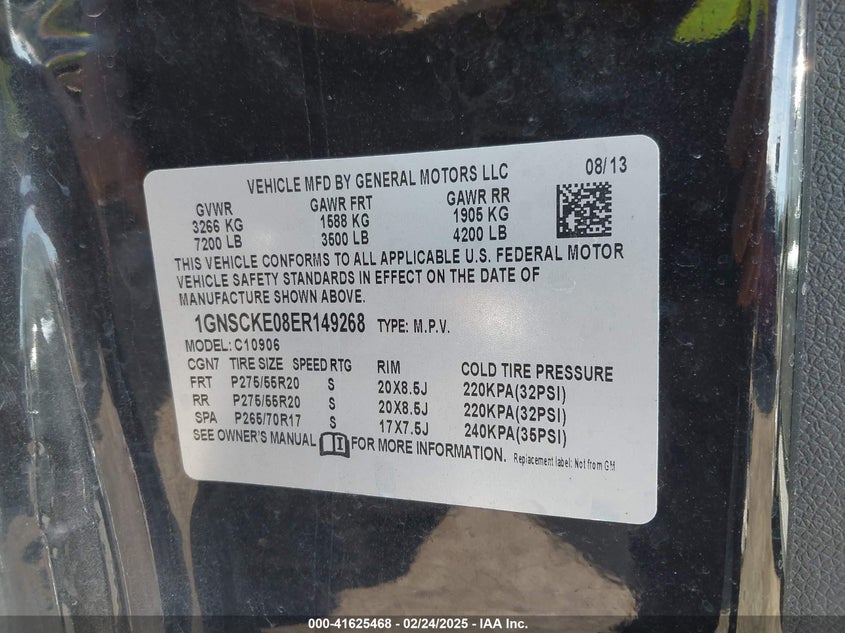 VEHICLE MFD BY GENERAL MOTORS LLC 08/13
GVWR GAWR FRT GAWR RR
3266 KG 1588 KG 1905 KG
7200 LB 3500 LB 4200 LB
THIS VEHICLE CONFORMS TO ALL APPLICABLE U.S. FEDERAL MOTOR
VEHICLE SAFETY STANDARDS IN EFFECT ON THE DATE OF
MANUFACTURE SHOWN ABOVE.
1GNSCKE08ER149268 TYPE: M.P.V.
MODEL: C10906
CGN7 TIRE SIZE SPEED RTG RIM COLD TIRE PRESSURE
FRT P275/55R20 S 20X8.5J 220KPA(32PSI)
RR P275/55R20 S 20X8.5J 220KPA(32PSI)
SPA P265/70R17 S 17X7.5J 240KPA(35PSI)
SEE OWNER'S MANUAL FOR MORE INFORMATION.
Replacement label: Not from GM
000-41625468 - 02/24/2025 - IAA Inc.